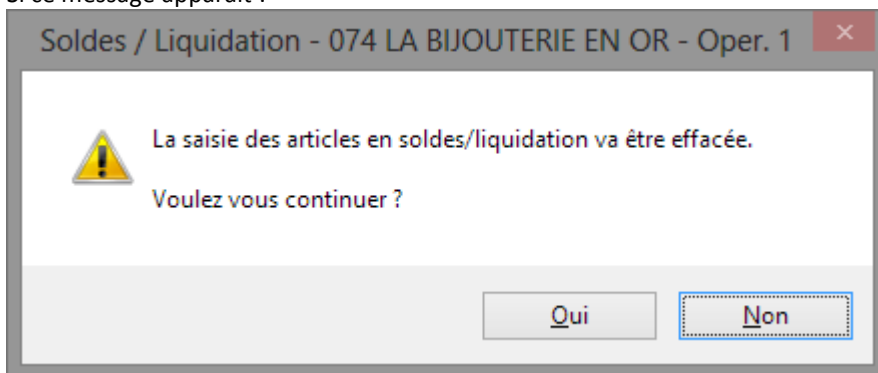 Si ce message apparaît :
Soldes / Liquidation - 074 LA BIJOUTERIE EN OR - Oper. 1
La saisie des articles en soldes/liquidation va être effacée.
Voulez vous continuer ?
Oui
Non